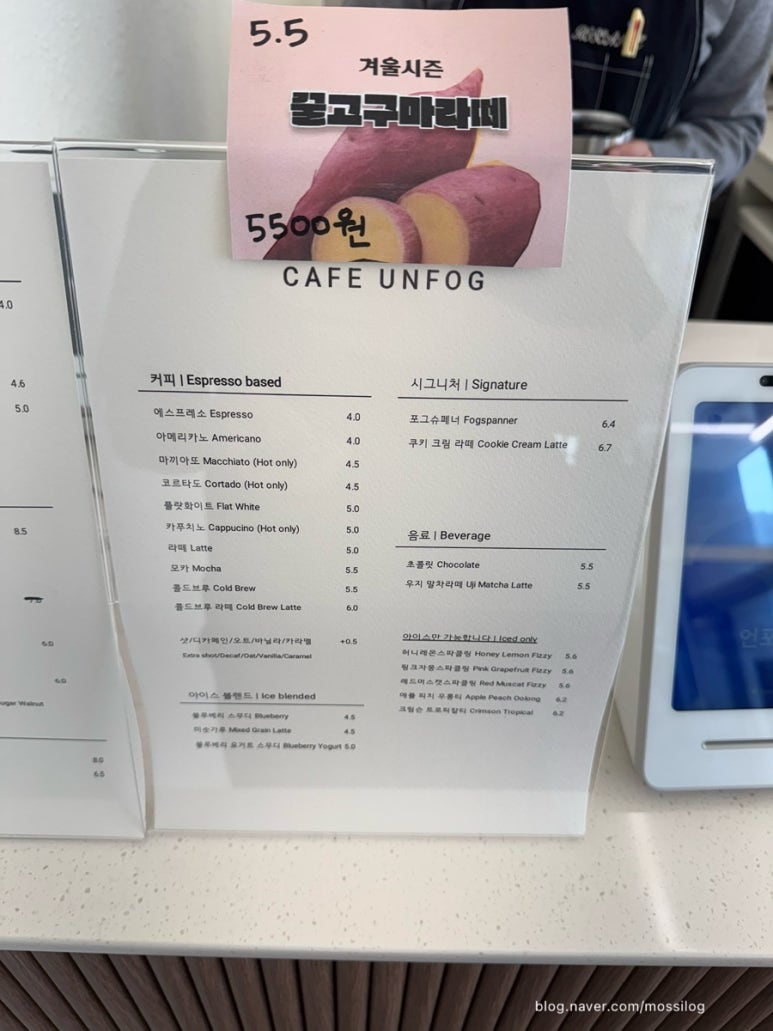 5.5
겨울시즌
꿀고구마라떼
5500원
CAFE UNFOG
커피 | Espresso based
에스프레소 Espresso 4.0
아메리카노 Americano 4.0
마끼아또 Macchiato (Hot only) 4.5
코르타도 Cortado (Hot only) 4.5
플랏화이트 Flat White 5.0
카푸치노 Cappucino (Hot only) 5.0
라떼 Latte 5.0
모카 Mocha 5.5
콜드브루 Cold Brew 5.5
콜드브루 라떼 Cold Brew Latte 6.0
샷/디카페인/오트/바닐라/카라멜 +0.5
Extra shot/Decaf/Oat/Vanilla/Caramel
아이스 블렌드 | Ice blended
블루베리 스무디 Blueberry 4.5
미숫가루 Mixed Grain Latte 4.5
블루베리 요거트 스무디 Blueberry Yogurt 5.0
시그니처 | Signature
포그슈페너 Fogspanner 6.4
쿠키 크림 라떼 Cookie Cream Latte 6.7
음료 | Beverage
초콜릿 Chocolate 5.5
우지 말차라떼 Uji Matcha Latte 5.5
아이스만 가능합니다 | Iced only
허니레몬스파클링 Honey Lemon Fizzy 5.6
핑크자몽스파클링 Pink Grapefruit Fizzy 5.6
레드머스캣스파클링 Red Muscat Fizzy 5.6
애플 피치 우롱티 Apple Peach Oolong 6.2
크림슨 트로피칼티 Crimson Tropical 6.2
4.0
4.6
5.0
8.5
6.0
6.0
ugar Walnut
8.0
6.5
언포
blog.naver.com/mossilog